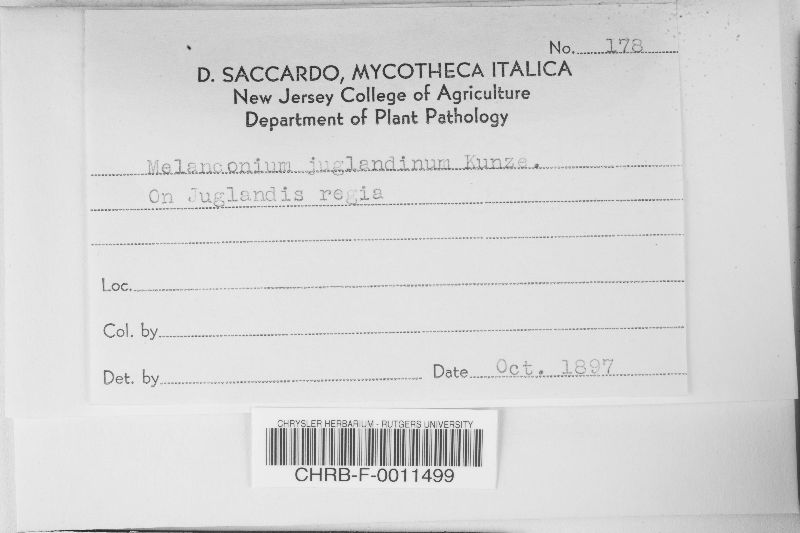 No. 178
D. SACCARDO, MYCOTHECA ITALICA
New Jersey College of Agriculture
Department of Plant Pathology
Melanconium juglandinum Kunze.
On Juglandis regia
Loc.
Col. by
Det. by Date Oct. 1897
CHRYSLER HERBARIUM - RUTGERS UNIVERSITY
CHRB-F-0011499